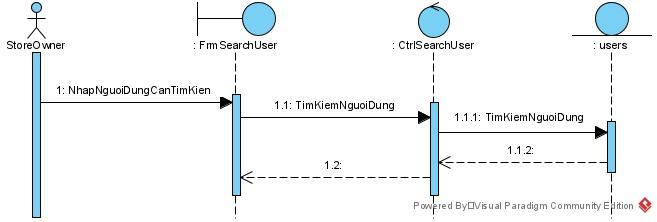 StoreOwner
: FrmSearchUser
: CtrlSearchUser
: users
1: NhapNguoiDungCanTimKien
1.1: TimKiemNguoiDung
1.1.1: TimKiemNguoiDung
1.1.2:
1.2:
Powered By Visual Paradigm Community Edition